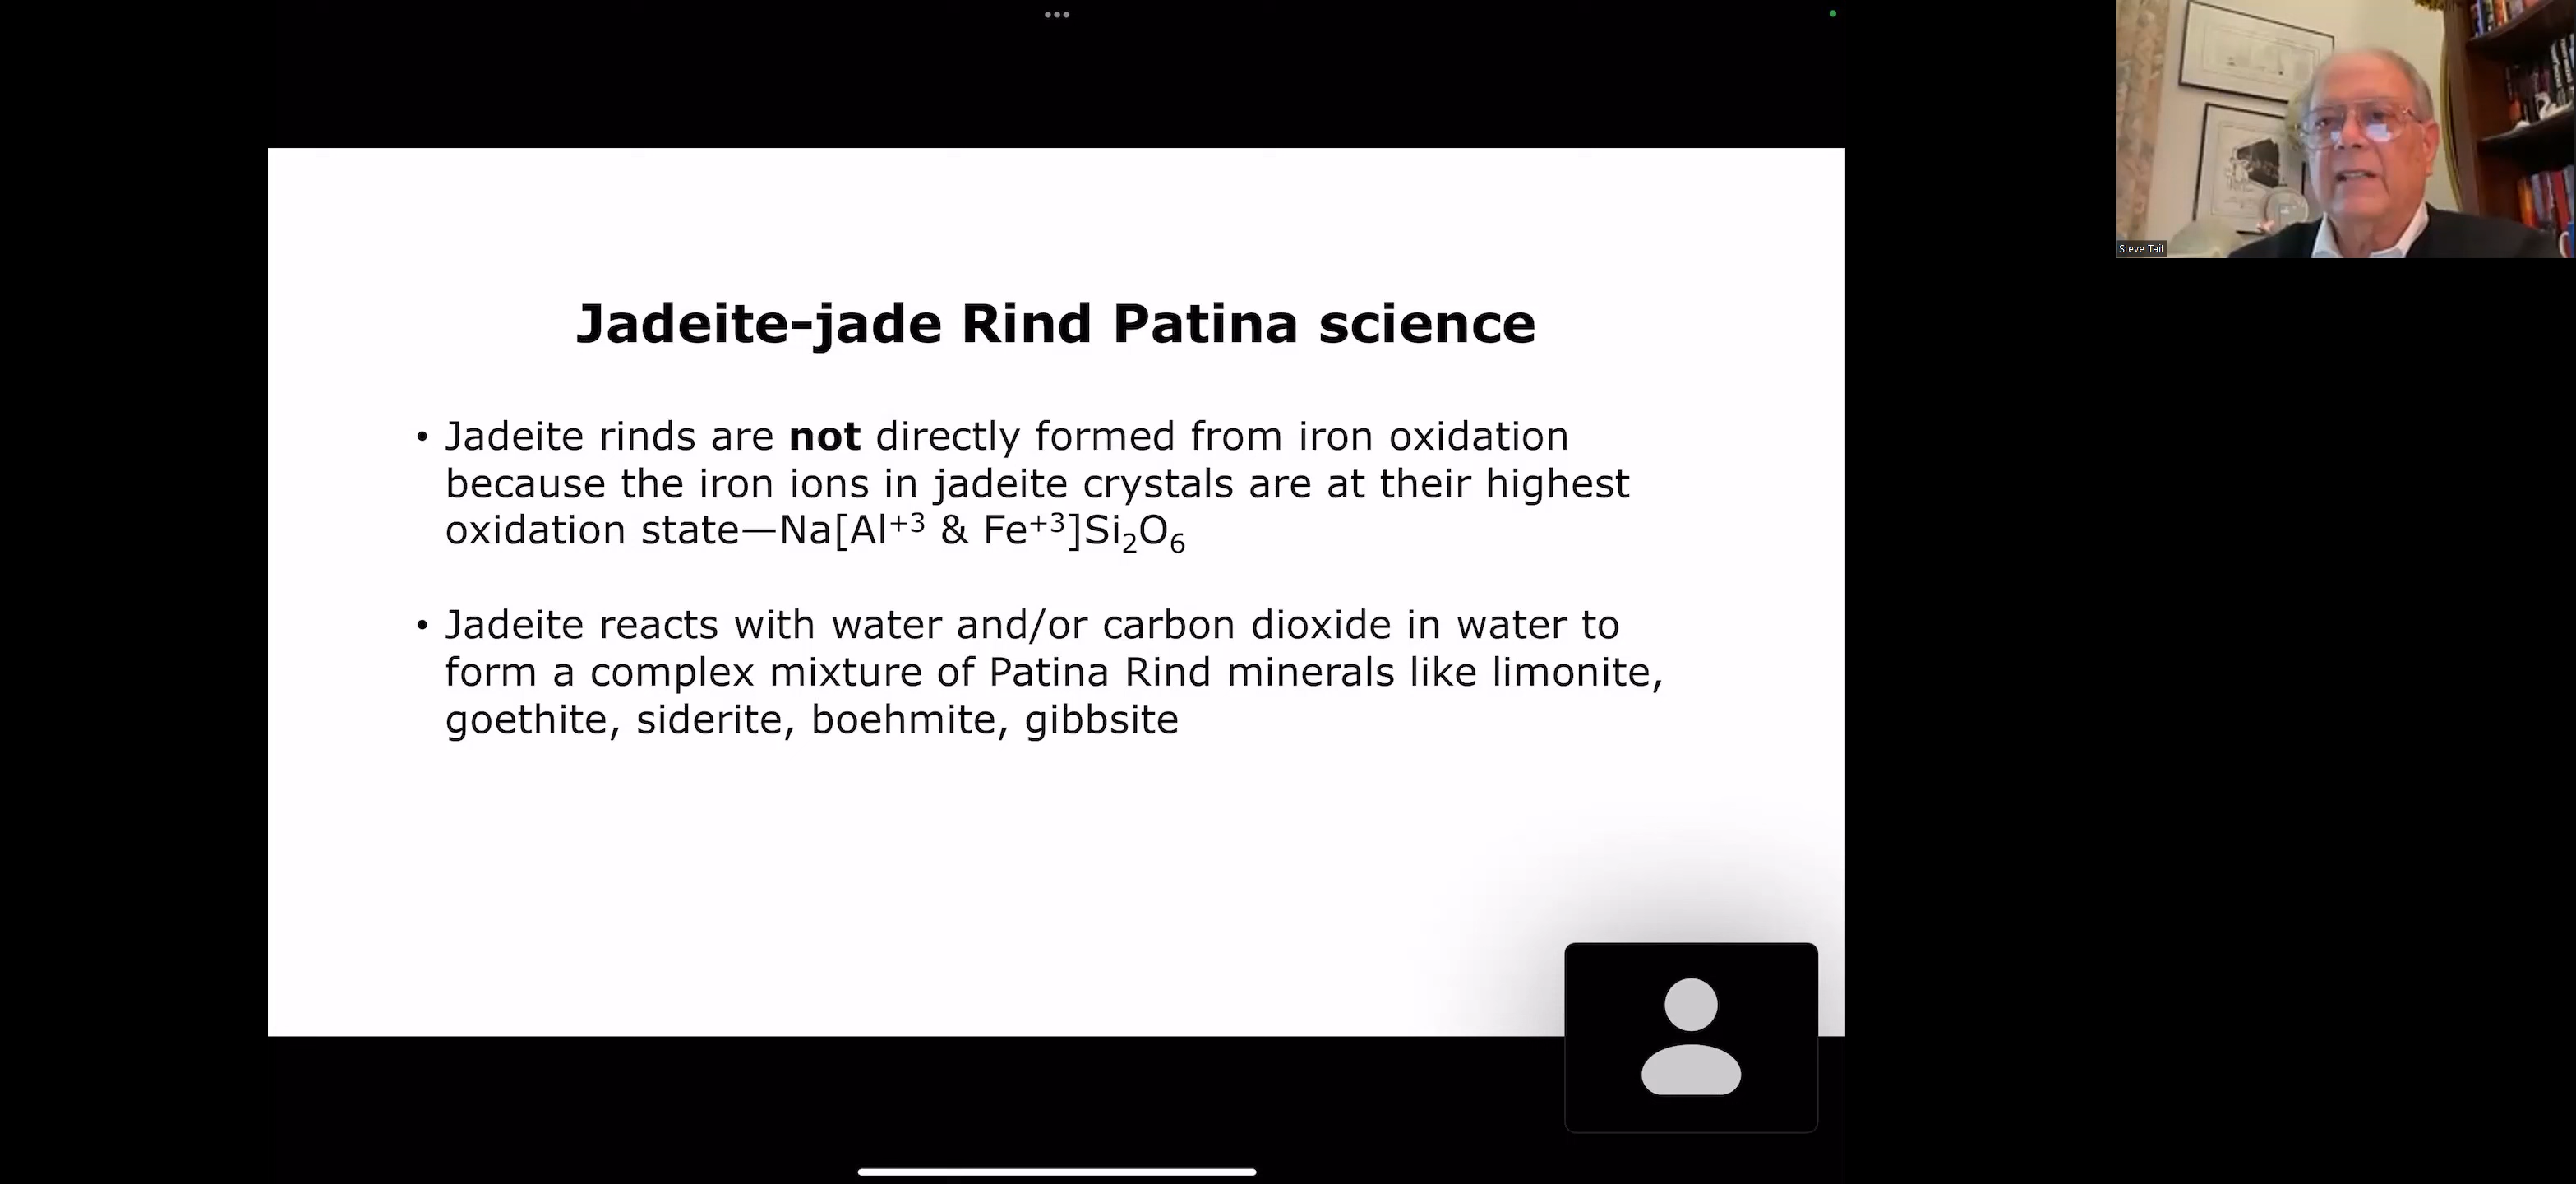 Jadeite-jade Rind Patina science
• Jadeite rinds are not directly formed from iron oxidation
because the iron ions in jadeite crystals are at their highest
oxidation state—Na[Al⁺³ & Fe⁺³]Si₂O₆
• Jadeite reacts with water and/or carbon dioxide in water to
form a complex mixture of Patina Rind minerals like limonite,
goethite, siderite, boehmite, gibbsite
Steve Tait